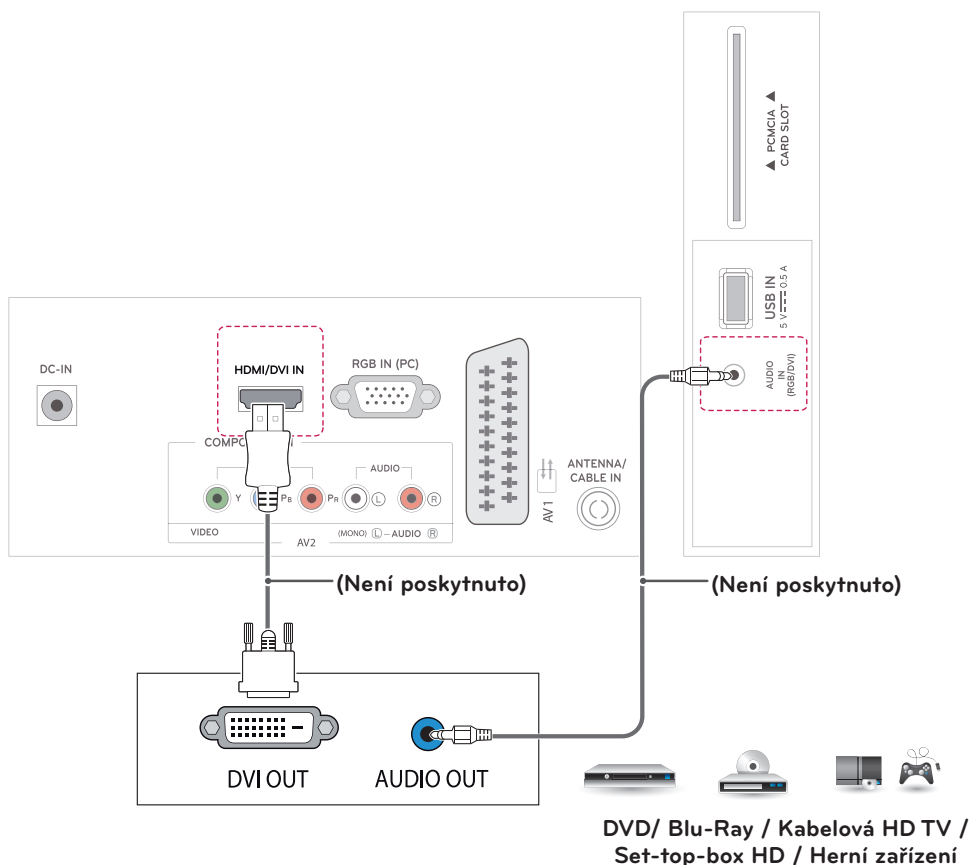 ▲ PCMCIA ▲
CARD SLOT
USB IN
5 V 0.5 A
AUDIO
IN
(RGB/DVI)
DC-IN
HDMI/DVI IN
RGB IN (PC)
AV 1
ANTENNA/
CABLE IN
AUDIO
Y
PB
PR
L
R
VIDEO
(MONO) L – AUDIO R
AV2
(Není poskytnuto)
(Není poskytnuto)
DVI OUT
AUDIO OUT
DVD/ Blu-Ray / Kabelová HD TV /
Set-top-box HD / Herní zařízení